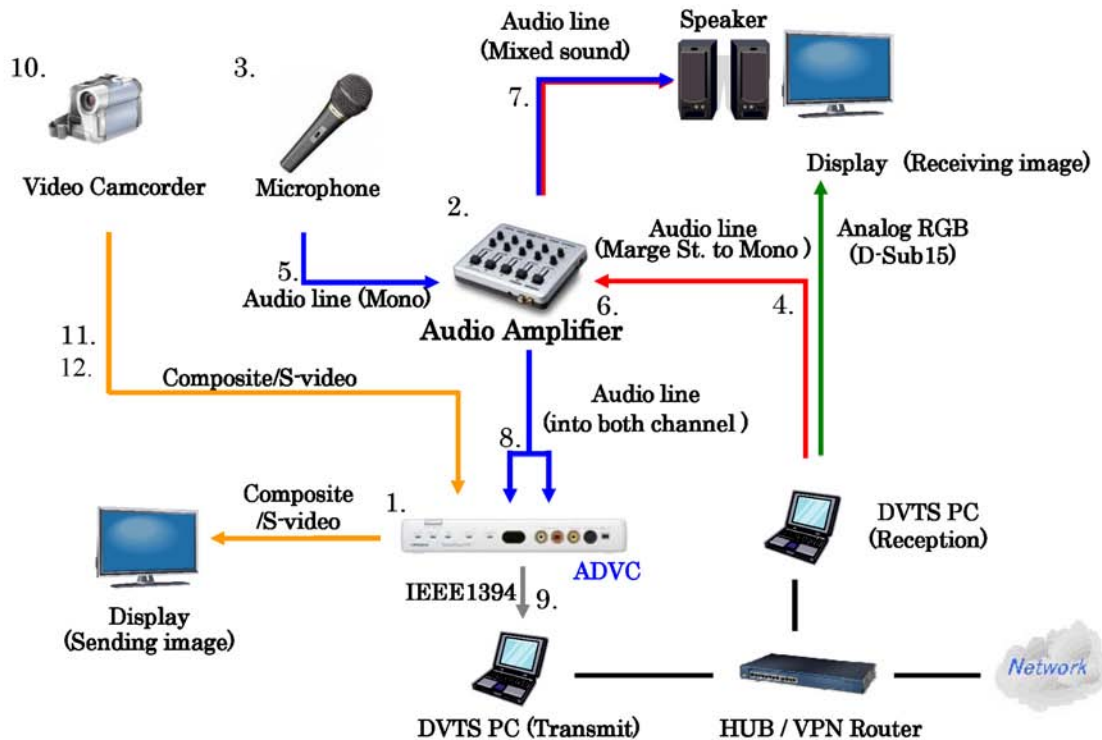 Audio line
(Mixed sound)
Speaker
10.
3.
7.
Video Camcorder
Microphone
Display (Receiving image)
2.
Audio line
(Marge St. to Mono )
Analog RGB
(D-Sub15)
5.
Audio line (Mono)
6.
4.
Audio Amplifier
11.
12.
Composite/S-video
Audio line
(into both channel )
8.
Composite
/S-video
1.
ADVC
DVTS PC
(Reception)
IEEE1394
9.
Display
(Sending image)
Network
DVTS PC (Transmit)
HUB / VPN Router